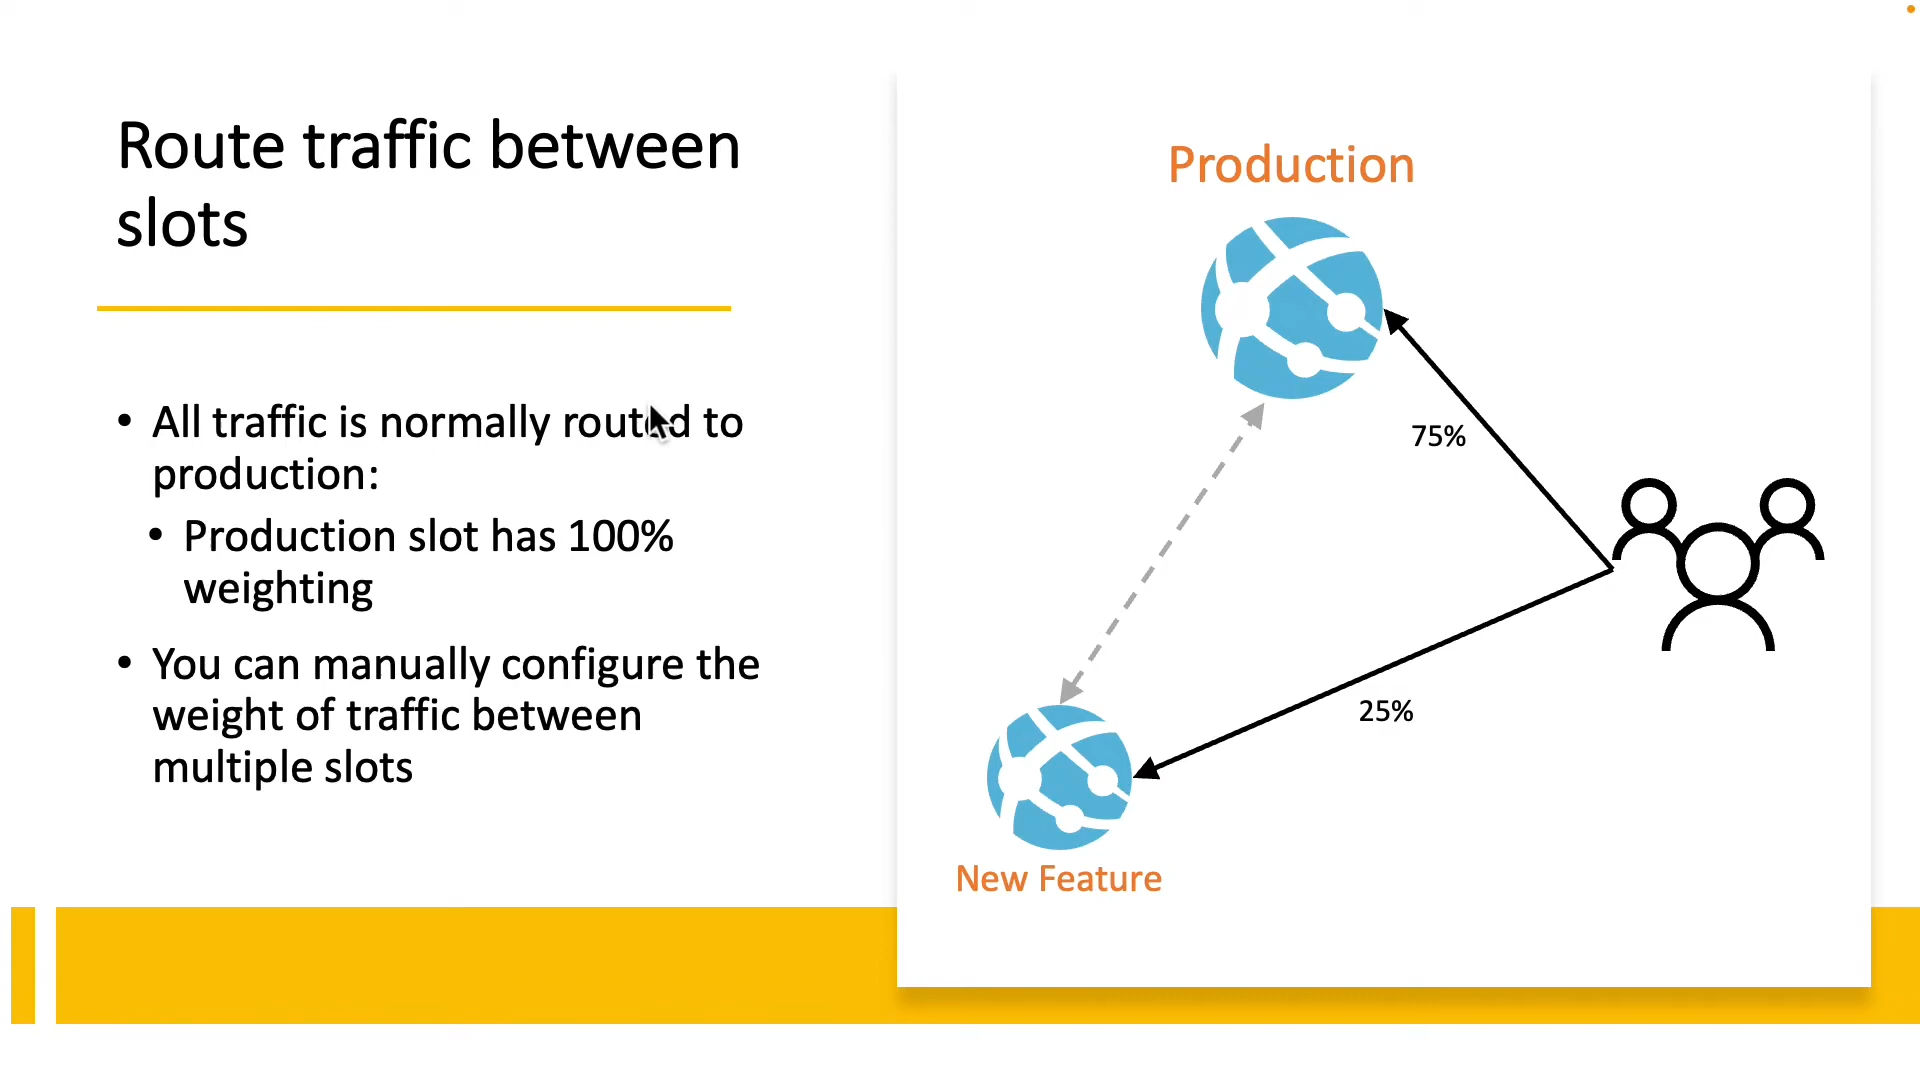 Route traffic between
slots
• All traffic is normally routed to
production:
• Production slot has 100%
weighting
• You can manually configure the
weight of traffic between
multiple slots
Production
75%
25%
New Feature